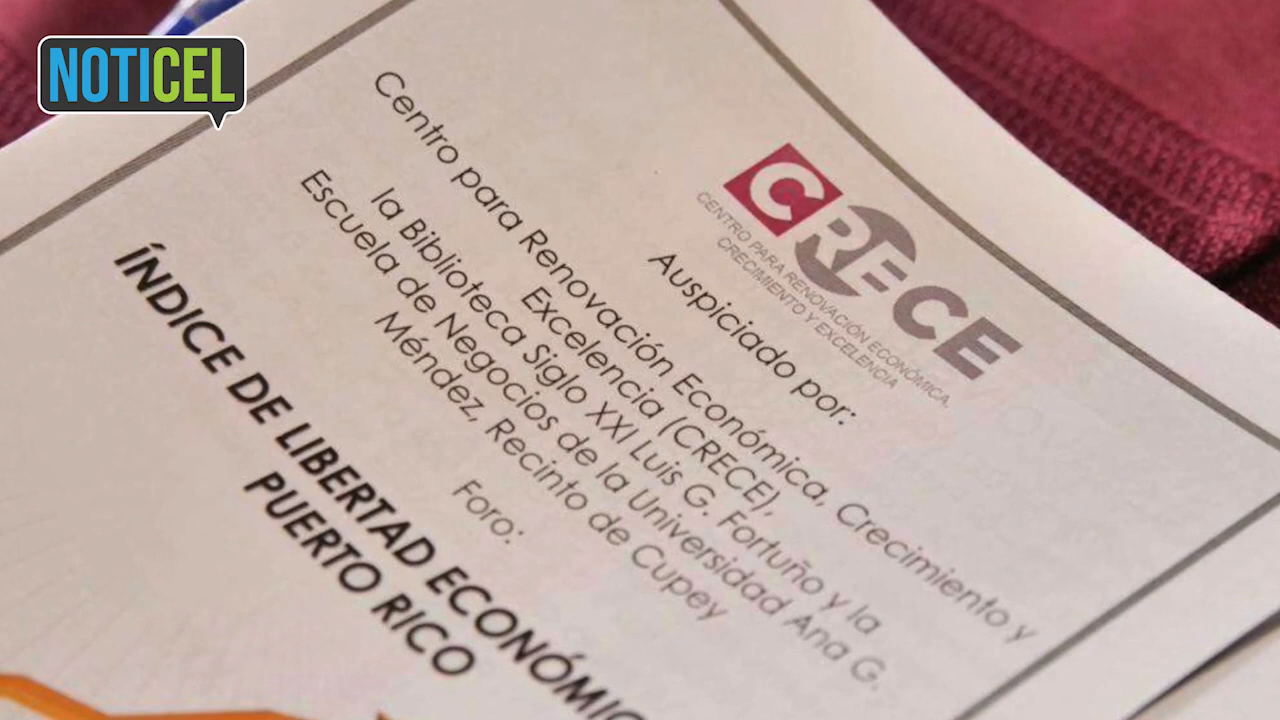 NOTICEL
CRECE
CENTRO PARA RENOVACIÓN ECONÓMICA,
CRECIMIENTO Y EXCELENCIA
Auspiciado por:
Centro para Renovación Económica, Crecimiento y
Excelencia (CRECE),
la Biblioteca Siglo XXI Luis G. Fortuño y la
Escuela de Negocios de la Universidad Ana G.
Méndez, Recinto de Cupey
Foro:
ÍNDICE DE LIBERTAD ECONÓMIC
PUERTO RICO